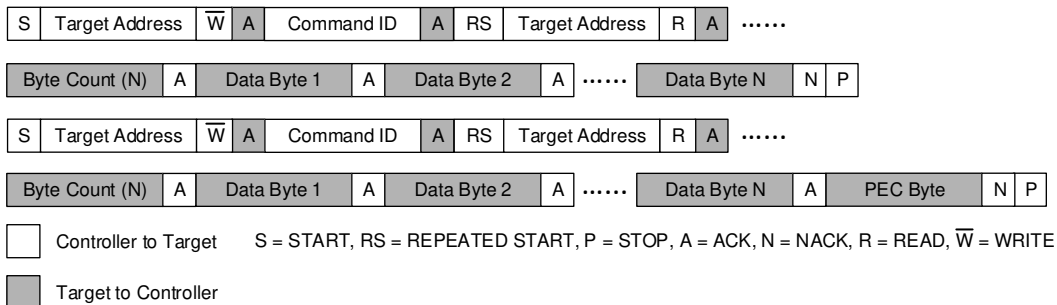 S Target Address W̅ A Command ID A RS Target Address R A ……
Byte Count (N) A Data Byte 1 A Data Byte 2 A …… Data Byte N N P
S Target Address W̅ A Command ID A RS Target Address R A ……
Byte Count (N) A Data Byte 1 A Data Byte 2 A …… Data Byte N A PEC Byte N P
Controller to Target S = START, RS = REPEATED START, P = STOP, A = ACK, N = NACK, R = READ, W̅ = WRITE
Target to Controller